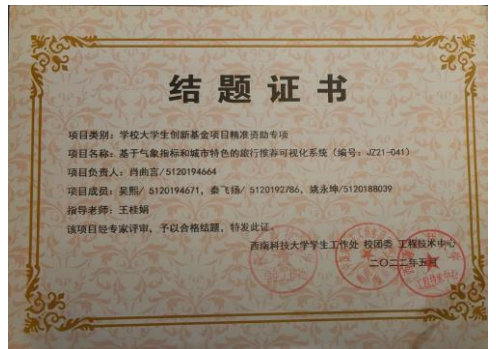 结题证书
项目类别：学校大学生创新基金项目精准资助专项
项目名称：基于气象指标和城市特色的旅行推荐可视化系统（编号：JZ21-041）
项目负责人：肖曲言/5120194664
项目成员：吴熙/ 5120194671，秦飞扬/ 5120192786，姚永坤/5120188039
指导老师：王桂娟
该项目经专家评审，予以合格结题，特发此证。
西南科技大学学生工作处 校团委 工程技术中心
二〇二二年五月
工程技术中心